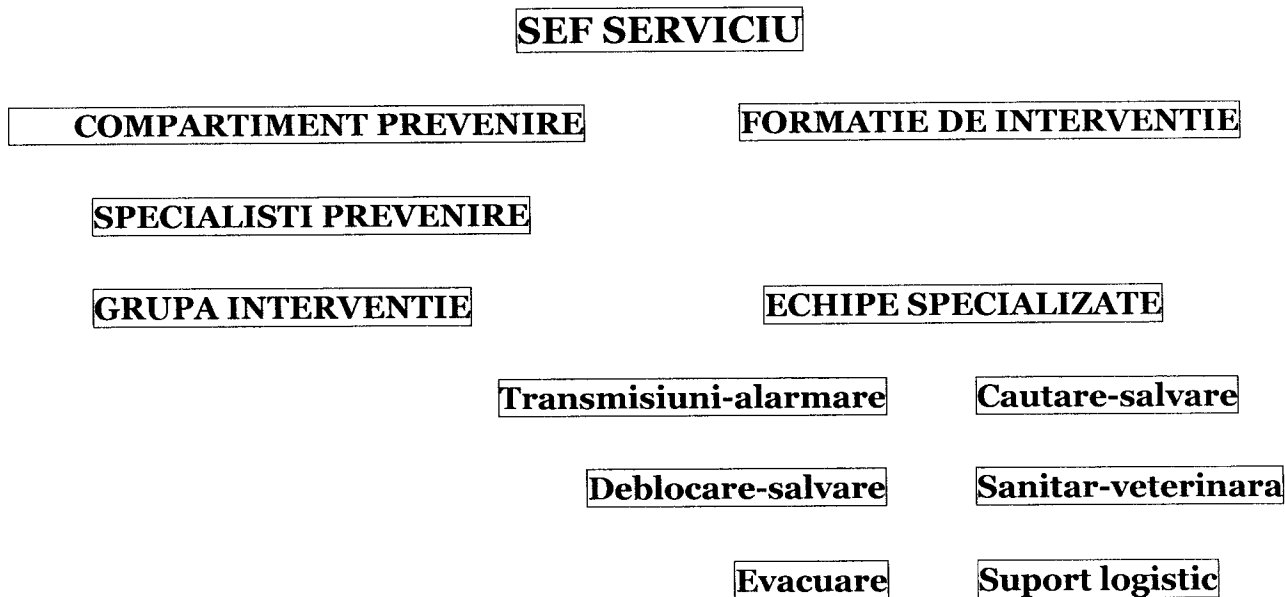 SEF SERVICIU
COMPARTIMENT PREVENIRE FORMATIE DE INTERVENTIE
SPECIALISTI PREVENIRE
GRUPA INTERVENTIE ECHIPE SPECIALIZATE
Transmisiuni-alarmare Cautare-salvare
Deblocare-salvare Sanitar-veterinara
Evacuare Suport logistic